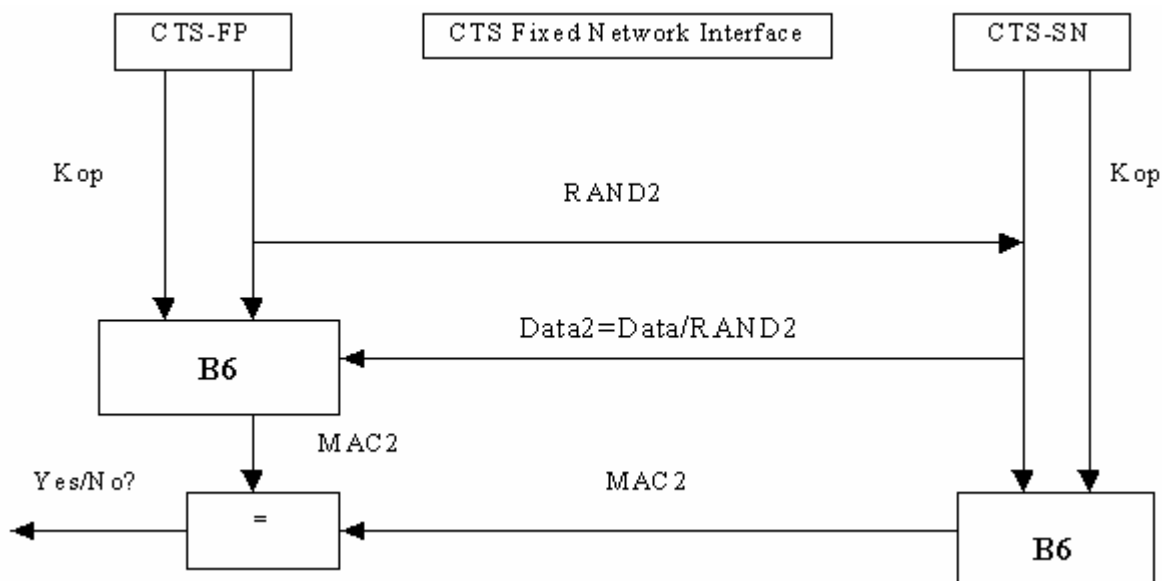 CTS-FP
CTS Fixed Network Interface
CTS-SN
Kop
Kop
RAND2
Data2=Data/RAND2
B6
MAC2
Yes/No?
=
MAC2
B6